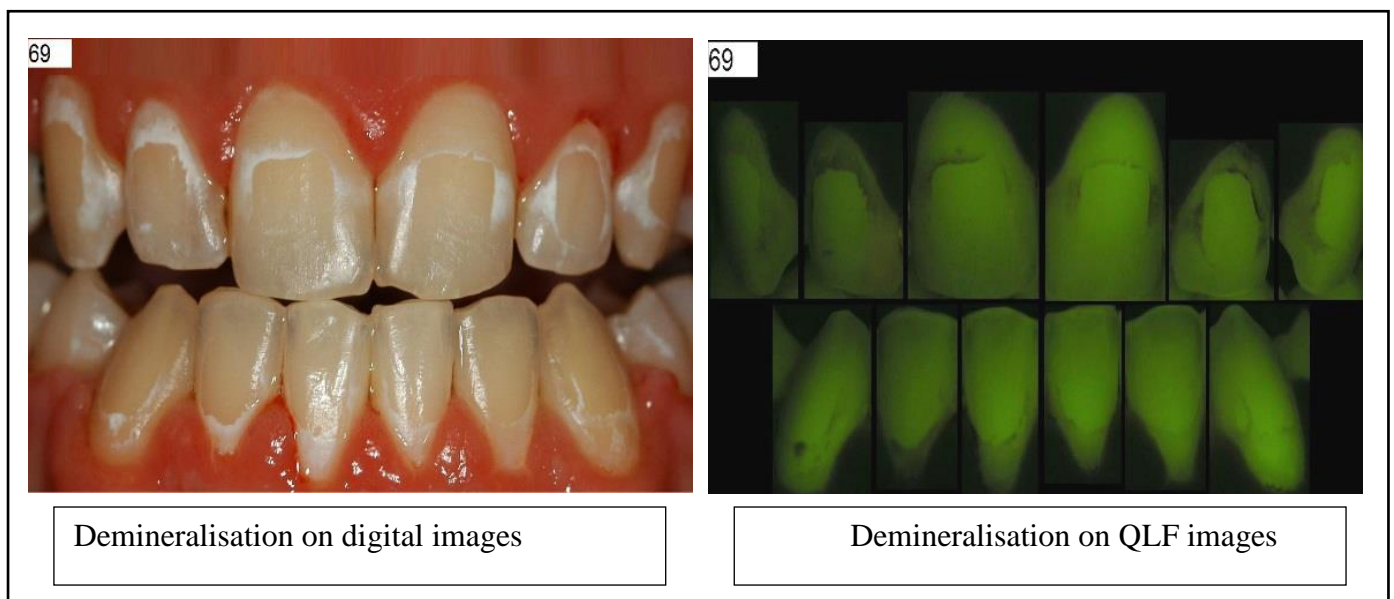 69
69
Demineralisation on digital images
Demineralisation on QLF images